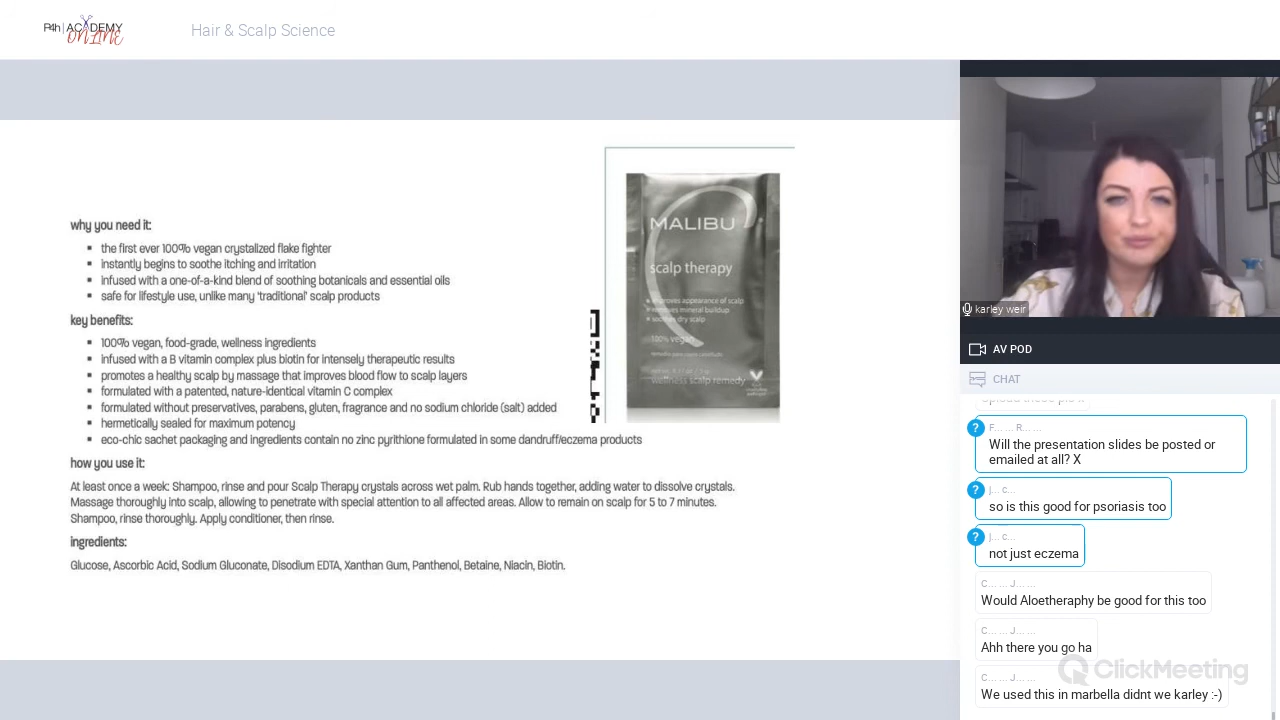 P4h | ACADEMY
ONLINE
Hair & Scalp Science
why you need it:
the first ever 100% vegan crystalized flake fighter
instantly begins to soothe itching and irritation
infused with a one-of-a-kind blend of soothing botanicals and essential oils
safe for lifestyle use, unlike many 'traditional' scalp products
key benefits:
100% vegan, food-grade, wellness ingredients
infused with a B vitamin complex plus biotin for intensely therapeutic results
promotes a healthy scalp by massage that improves blood flow to scalp layers
formulated with a patented, nature-identical vitamin C complex
formulated without preservatives, parabens, gluten, fragrance and no sodium chloride (salt) added
hermetically sealed for maximum potency
eco-chic sachet packaging and ingredients contain no zinc pyrithione formulated in some dandruff/eczema products
how you use it:
At least once a week: Shampoo, rinse and pour Scalp Therapy crystals across wet palm. Rub hands together, adding water to dissolve crystals.
Massage thoroughly into scalp, allowing to penetrate with special attention to all affected areas. Allow to remain on scalp for 5 to 7 minutes.
Shampoo, rinse thoroughly. Apply conditioner, then rinse.
ingredients:
Glucose, Ascorbic Acid, Sodium Gluconate, Disodium EDTA, Xanthan Gum, Panthenol, Betaine, Niacin, Biotin.
MALIBU C
scalp therapy
improves appearance of scalp
removes mineral buildup
soothes dry scalp
100% vegan
wellness scalp remedy
karley weir
AV POD
CHAT
F... ... R... ...
Will the presentation slides be posted or
emailed at all? X
j... c...
so is this good for psoriasis too
j... c...
not just eczema
C... ... J... ...
Would Aloetheraphy be good for this too
C... ... J... ...
Ahh there you go ha
C... ... J... ...
We used this in marbella didnt we karley :-)
ClickMeeting